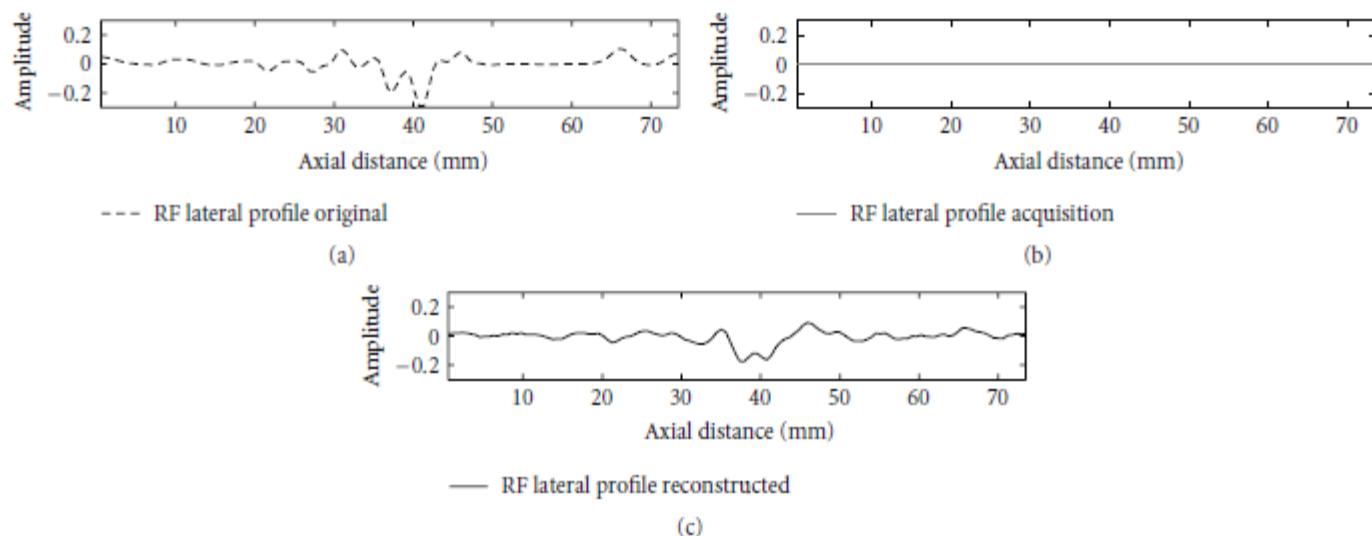 Amplitude
0.2
0
−0.2
10 20 30 40 50 60 70
Axial distance (mm)
--- RF lateral profile original
(a)
Amplitude
0.2
0
−0.2
10 20 30 40 50 60 70
Axial distance (mm)
— RF lateral profile acquisition
(b)
Amplitude
0.2
0
−0.2
10 20 30 40 50 60 70
Axial distance (mm)
— RF lateral profile reconstructed
(c)